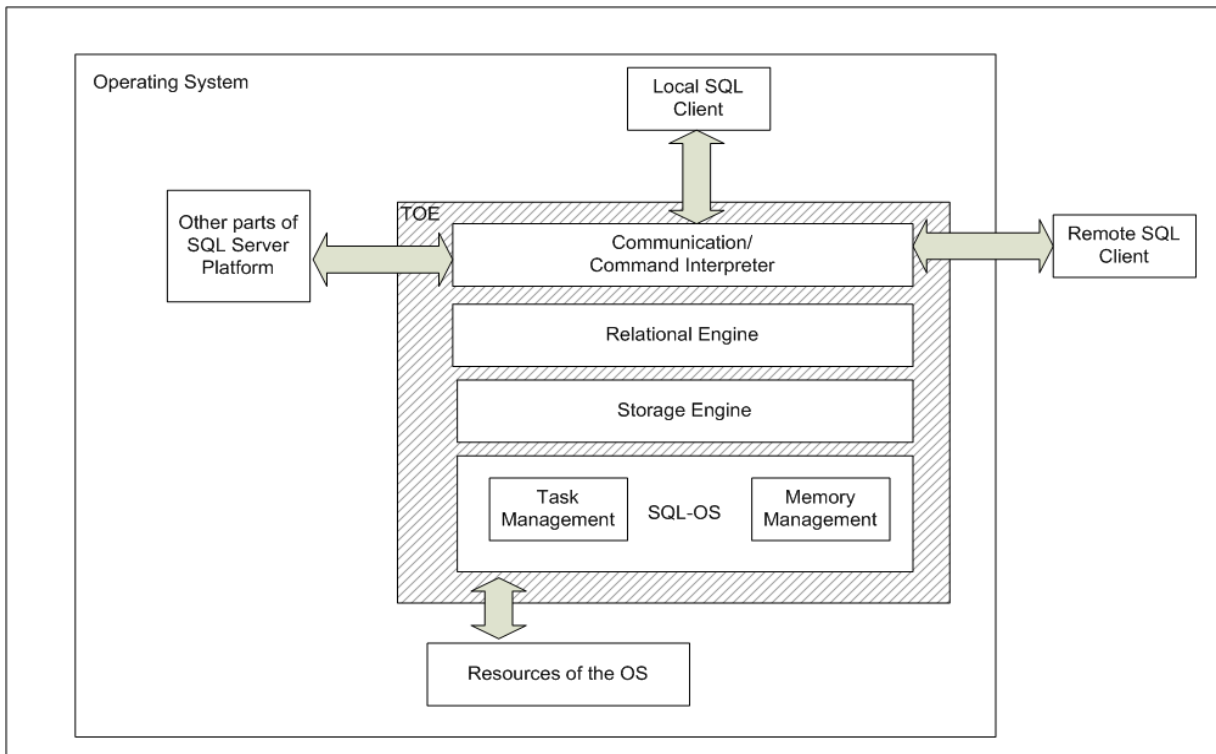 Operating System
Local SQL
Client
Other parts of
SQL Server
Platform
TOE
Communication/
Command Interpreter
Remote SQL
Client
Relational Engine
Storage Engine
Task
Management
SQL-OS
Memory
Management
Resources of the OS